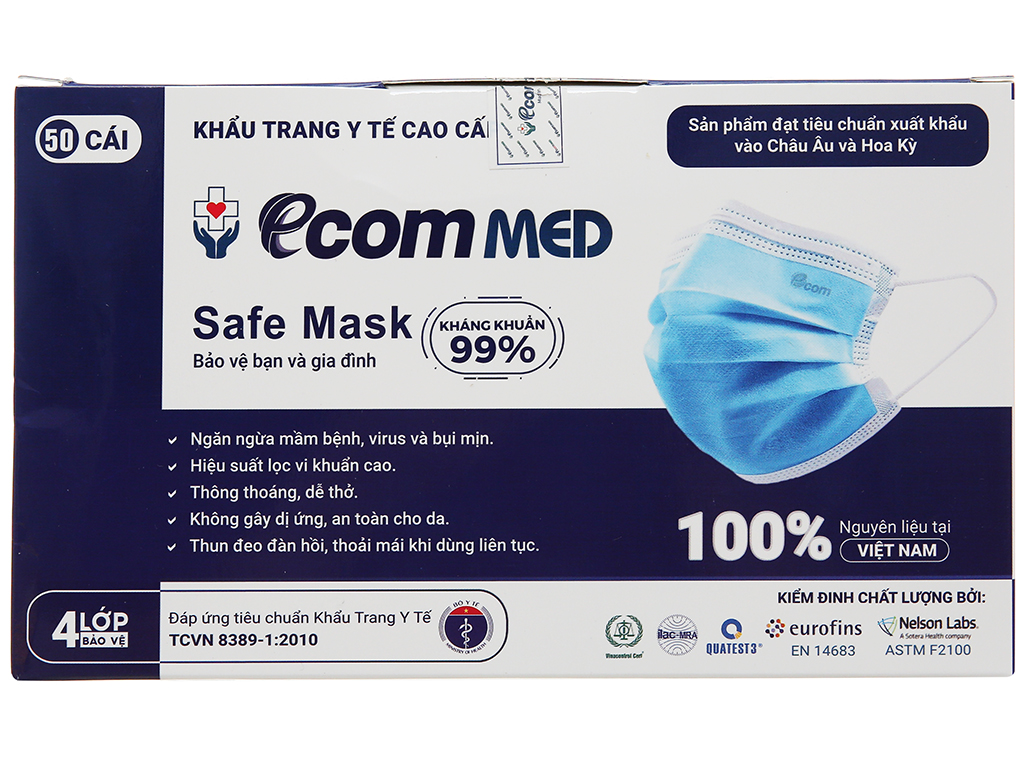 50 CÁI
KHẨU TRANG Y TẾ CAO
ecom
Sản phẩm đạt tiêu chuẩn xuất khẩu
vào Châu Âu và Hoa Kỳ
ecom MED
ecom
Safe Mask
Bảo vệ bạn và gia đình
KHÁNG KHUẨN
99%
Ngăn ngừa mầm bệnh, virus và bụi mịn.
Hiệu suất lọc vi khuẩn cao.
Thông thoáng, dễ thở.
Không gây dị ứng, an toàn cho da.
Thun đeo đàn hồi, thoải mái khi dùng liên tục.
100% Nguyên liệu tại
VIỆT NAM
4 LỚP
BẢO VỆ
Đáp ứng tiêu chuẩn Khẩu Trang Y Tế
TCVN 8389-1:2010
BỘ Y TẾ
MINISTRY OF HEALTH
KIỂM ĐỊNH CHẤT LƯỢNG BỞI:
Vinacontrol Cert
ilac-MRA
QUATEST3®
eurofins
EN 14683
Nelson Labs.
A Sotera Health company
ASTM F2100